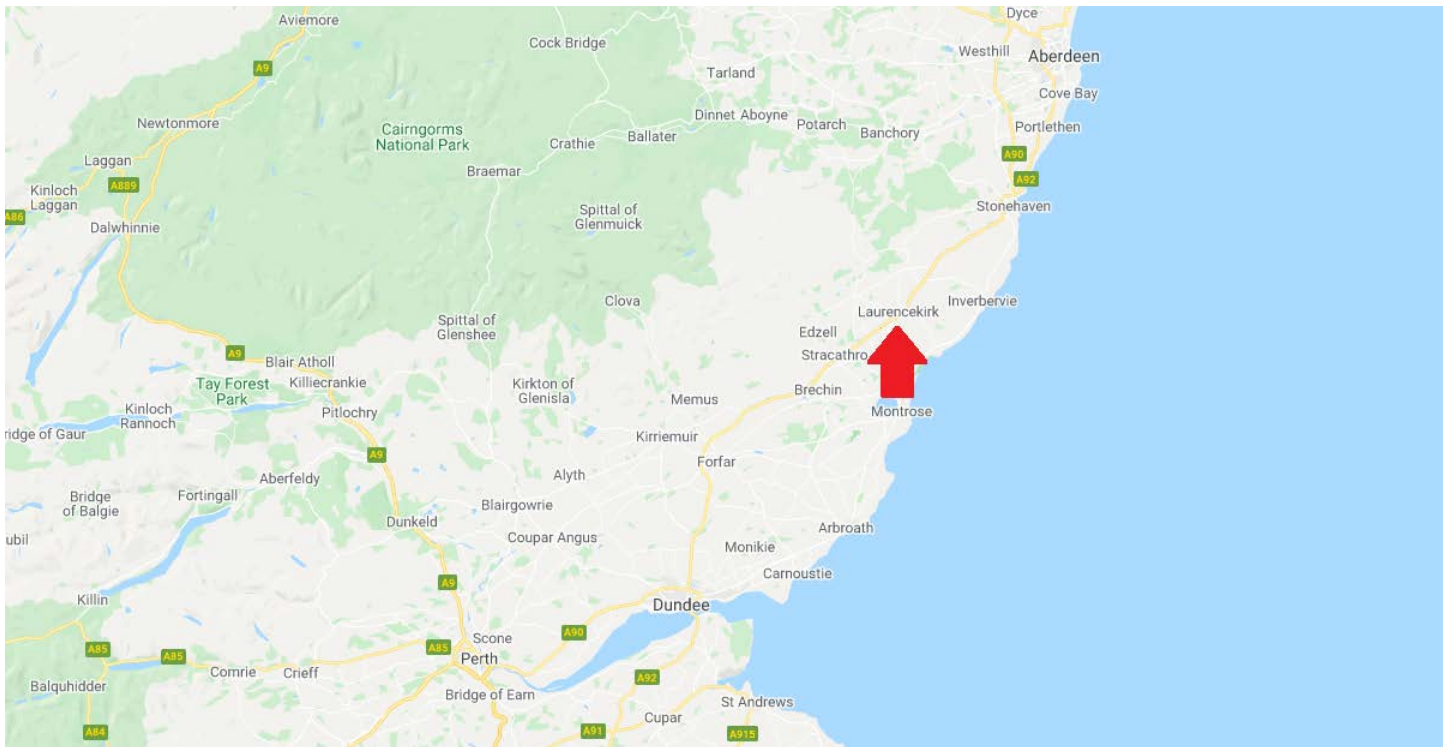 Dyce
Aviemore
Cock Bridge
Westhill
Aberdeen
A9
Tarland
Cove Bay
Dinnet Aboyne
Newtonmore
Cairngorms
National Park
Potarch
Banchory
Portlethen
Crathie
Ballater
A90
Laggan
Braemar
A889
A92
Kinloch
Laggan
A86
Spittal of
Glenmuick
Stonehaven
Dalwhinnie
Clova
Inverbervie
Laurencekirk
Spittal of
Glenshee
Edzell
A9
Stracathro
Blair Atholl
Tay Forest
Park
Killiecrankie
Kirkton of
Glenisla
Memus
Brechin
Kinloch
Rannoch
Pitlochry
Montrose
ridge of Gaur
Kirriemuir
A9
Forfar
Aberfeldy
Alyth
Bridge
of Balgie
Fortingall
Blairgowrie
Dunkeld
Arbroath
ubil
Coupar Angus
Monikie
Carnoustie
A9
Killin
Dundee
A90
Scone
A85
A85
A85
Perth
Comrie
Crieff
A92
Balquhidder
Bridge of Earn
St Andrews
Cupar
A84
A91
A915